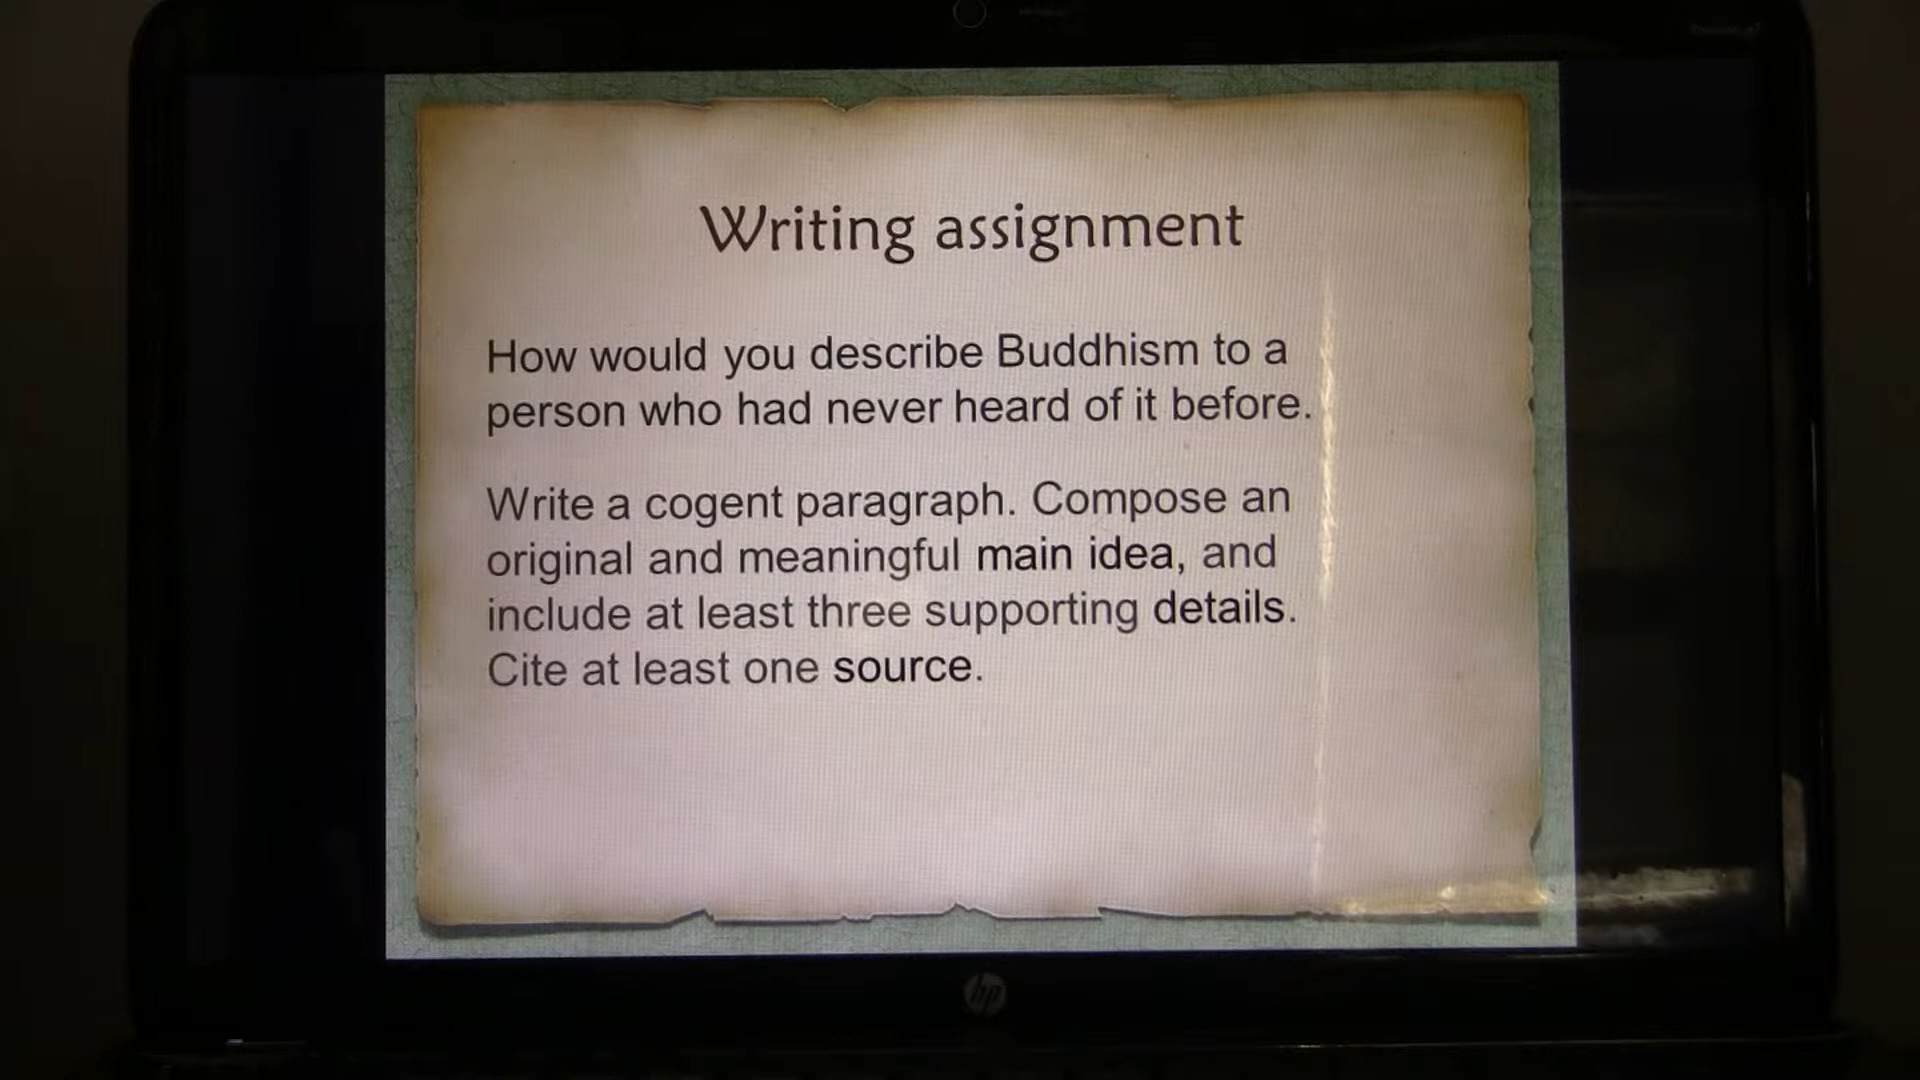 Writing assignment
How would you describe Buddhism to a
person who had never heard of it before.
Write a cogent paragraph. Compose an
original and meaningful main idea, and
include at least three supporting details.
Cite at least one source.
hp